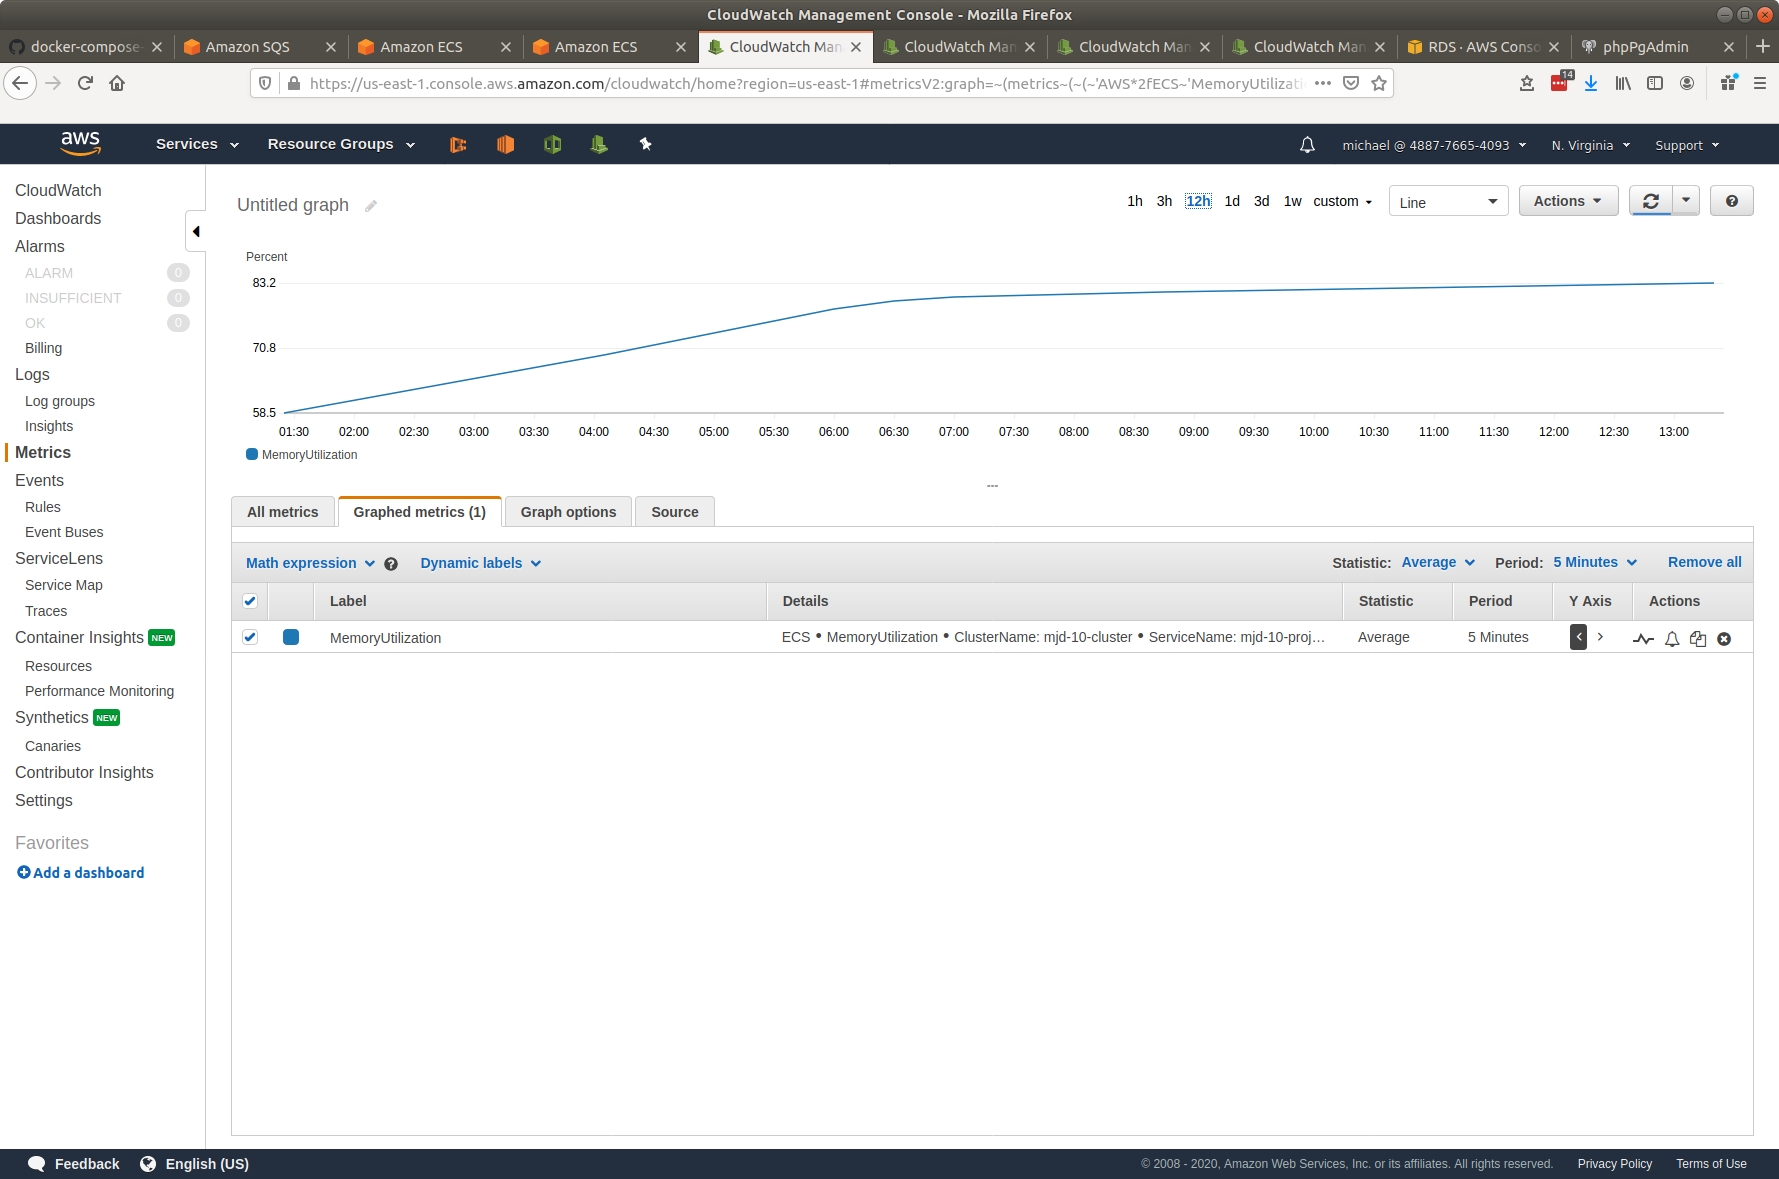 CloudWatch Management Console - Mozilla Firefox
docker-compose-
Amazon SQS
Amazon ECS
Amazon ECS
CloudWatch Man
CloudWatch Man
CloudWatch Man
CloudWatch Man
RDS · AWS Conso
phpPgAdmin
https://us-east-1.console.aws.amazon.com/cloudwatch/home?region=us-east-1#metricsV2:graph=~(metrics~(~(~'AWS*2fECS~'MemoryUtilizati
14
aws
Services
Resource Groups
michael @ 4887-7665-4093
N. Virginia
Support
CloudWatch
Dashboards
Alarms
ALARM 0
INSUFFICIENT 0
OK 0
Billing
Logs
Log groups
Insights
Metrics
Events
Rules
Event Buses
ServiceLens
Service Map
Traces
Container Insights NEW
Resources
Performance Monitoring
Synthetics NEW
Canaries
Contributor Insights
Settings
Favorites
Add a dashboard
Untitled graph
1h 3h 12h 1d 3d 1w custom
Line
Actions
Percent
83.2
70.8
58.5
01:30 02:00 02:30 03:00 03:30 04:00 04:30 05:00 05:30 06:00 06:30 07:00 07:30 08:00 08:30 09:00 09:30 10:00 10:30 11:00 11:30 12:00 12:30 13:00
MemoryUtilization
All metrics
Graphed metrics (1)
Graph options
Source
Math expression
Dynamic labels
Statistic: Average
Period: 5 Minutes
Remove all
Label Details Statistic Period Y Axis Actions
MemoryUtilization ECS • MemoryUtilization • ClusterName: mjd-10-cluster • ServiceName: mjd-10-proj… Average 5 Minutes
Feedback
English (US)
© 2008 - 2020, Amazon Web Services, Inc. or its affiliates. All rights reserved.
Privacy Policy
Terms of Use